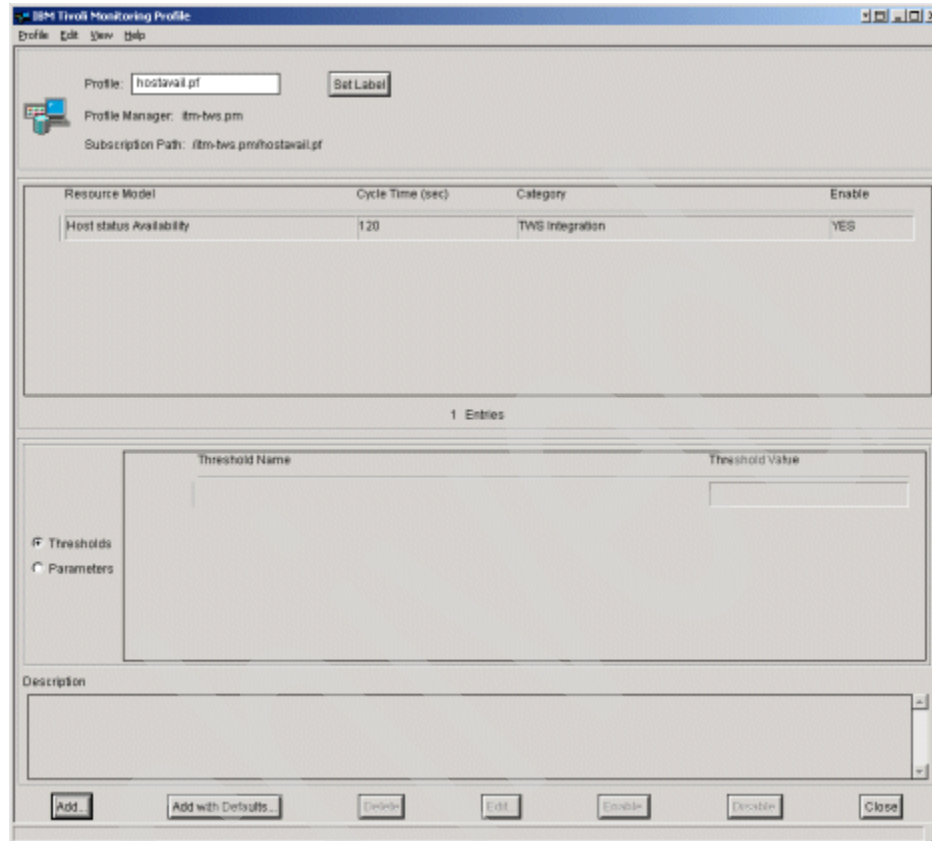 IBM Tivoli Monitoring Profile
Profile Edit View Help
Profile: hostavail.pf Set Label
Profile Manager: itm-tws.pm
Subscription Path: /itm-tws.pm/hostavail.pf
Resource Model Cycle Time (sec) Category Enable
Host status Availability 120 TWS Integration YES
1 Entries
Threshold Name Threshold Value
Thresholds
Parameters
Description
Add... Add with Defaults... Delete Edit... Enable Disable Close